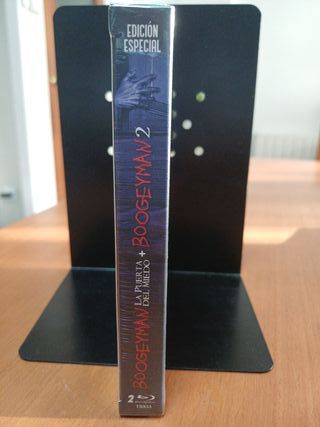 EDICIÓN
ESPECIAL
BOOGEYMAN
LA PUERTA
DEL MIEDO
+
BOOGEYMAN 2
2